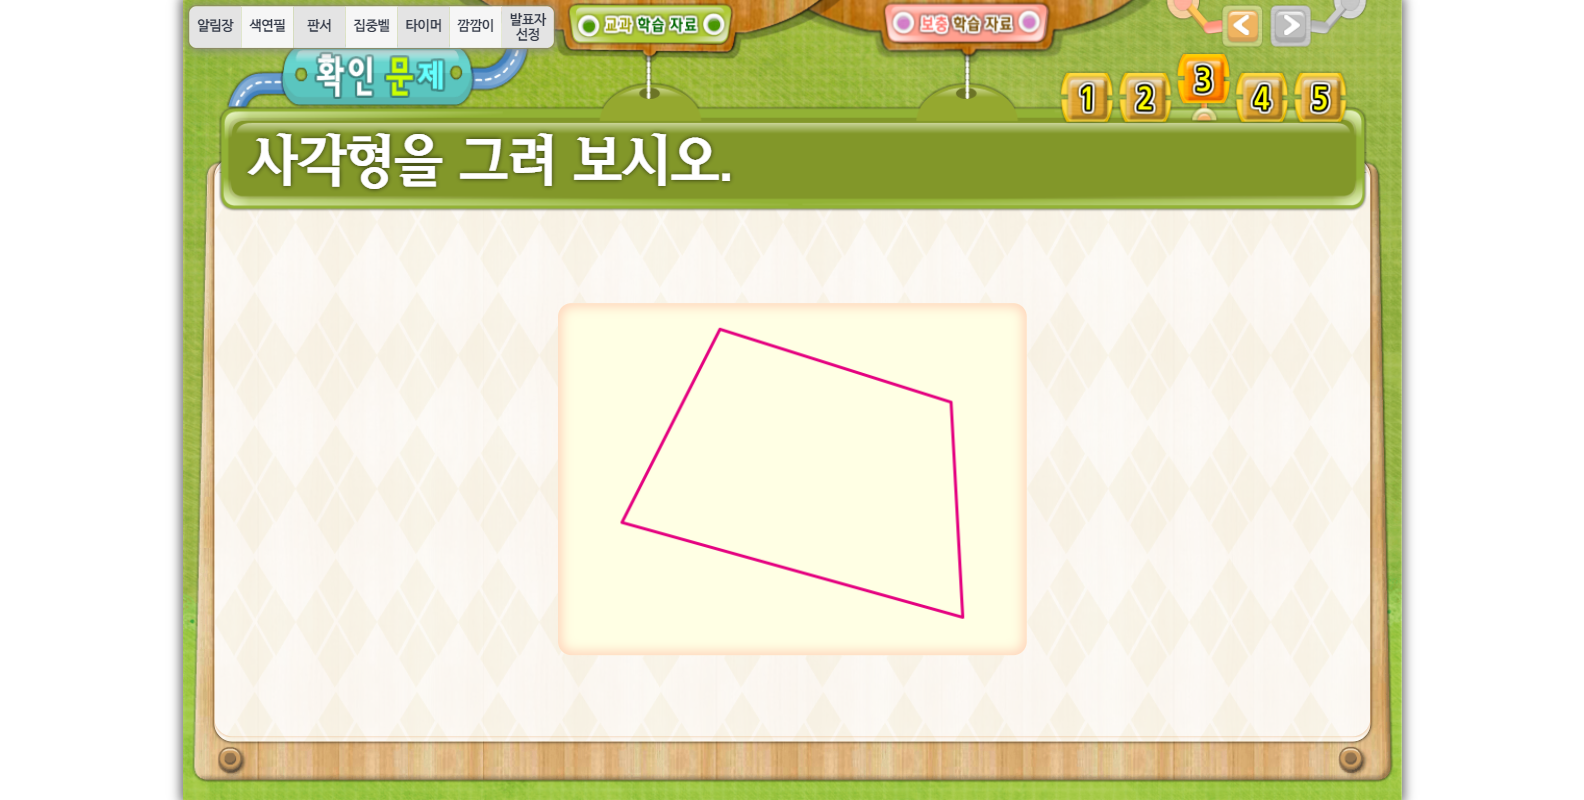 알림장 색연필 판서 집중벨 타이머 깜깜이 발표자
선정
교과 학습 자료
보충 학습 자료
확인 문제
1 2 3 4 5
사각형을 그려 보시오.